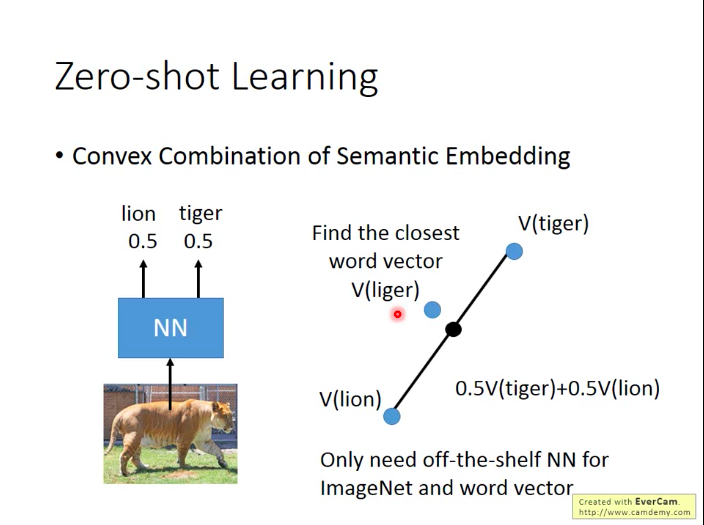 Zero-shot Learning
• Convex Combination of Semantic Embedding
lion tiger
0.5 0.5
NN
Find the closest
word vector
V(liger)
V(tiger)
V(lion)
0.5V(tiger)+0.5V(lion)
Only need off-the-shelf NN for
ImageNet and word vector
Created with EverCam.
http://www.camdemy.com